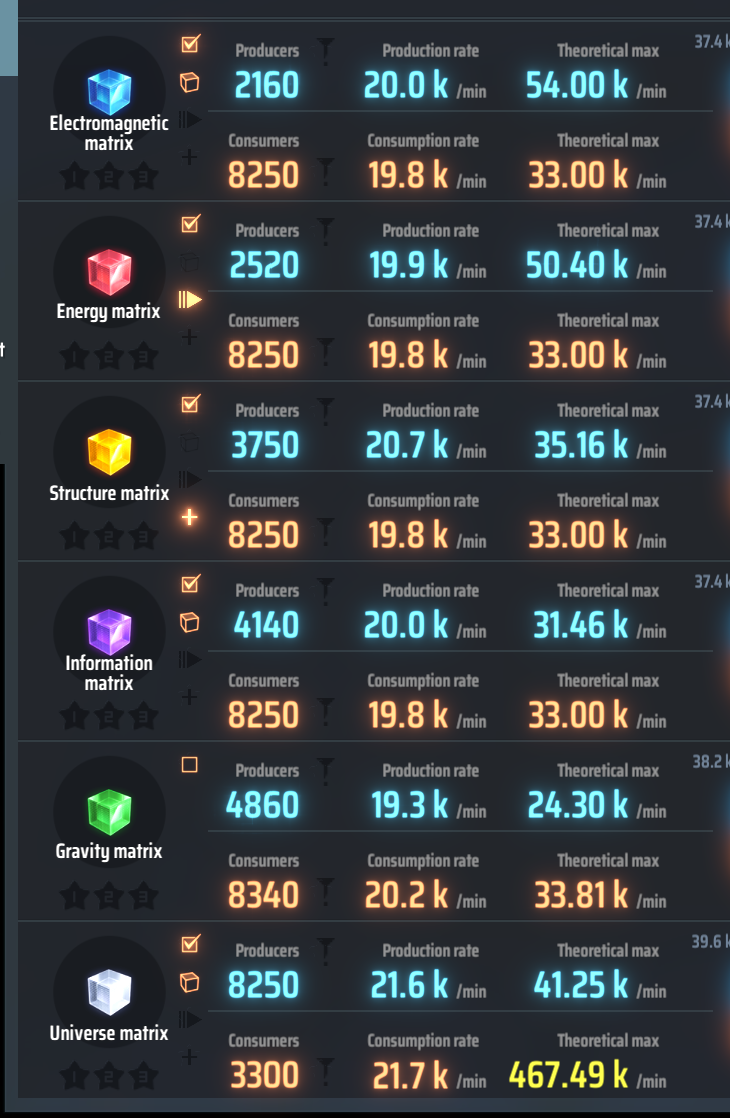 37.4 k
Producers Production rate Theoretical max
2160 20.0 k /min 54.00 k /min
Electromagnetic
matrix
Consumers Consumption rate Theoretical max
8250 19.8 k /min 33.00 k /min
1 2 3
37.4 k
Producers Production rate Theoretical max
2520 19.9 k /min 50.40 k /min
Energy matrix
Consumers Consumption rate Theoretical max
8250 19.8 k /min 33.00 k /min
1 2 3
t
37.4 k
Producers Production rate Theoretical max
3750 20.7 k /min 35.16 k /min
Structure matrix
Consumers Consumption rate Theoretical max
8250 19.8 k /min 33.00 k /min
1 2 3
37.4 k
Producers Production rate Theoretical max
4140 20.0 k /min 31.46 k /min
Information
matrix
Consumers Consumption rate Theoretical max
8250 19.8 k /min 33.00 k /min
1 2 3
38.2 k
Producers Production rate Theoretical max
4860 19.3 k /min 24.30 k /min
Gravity matrix
Consumers Consumption rate Theoretical max
8340 20.2 k /min 33.81 k /min
1 2 3
39.6 k
Producers Production rate Theoretical max
8250 21.6 k /min 41.25 k /min
Universe matrix
Consumers Consumption rate Theoretical max
3300 21.7 k /min 467.49 k /min
1 2 3